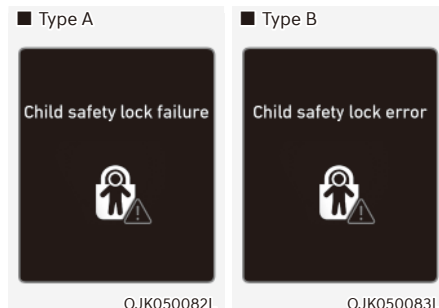 ■ Type A
Child safety lock failure
OJK050082L
■ Type B
Child safety lock error
OJK050083L